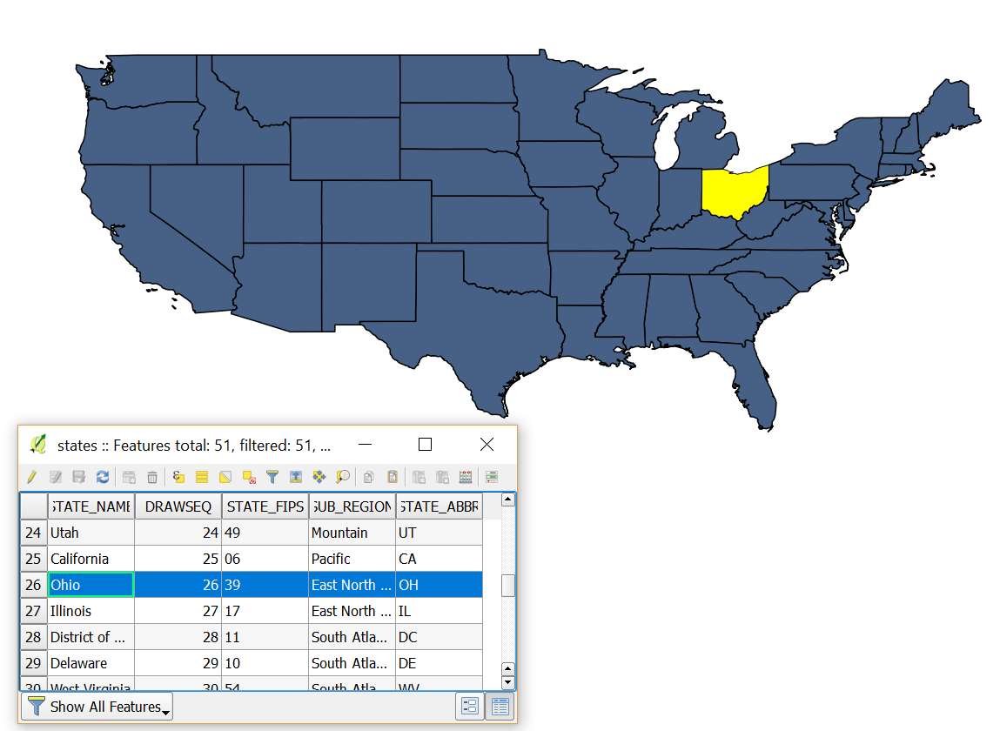 states :: Features total: 51, filtered: 51, ...
STATE_NAME DRAWSEQ STATE_FIPS SUB_REGION STATE_ABBR
24 Utah 24 49 Mountain UT
25 California 25 06 Pacific CA
26 Ohio 26 39 East North ... OH
27 Illinois 27 17 East North ... IL
28 District of ... 28 11 South Atla... DC
29 Delaware 29 10 South Atla... DE
30 West Virginia 30 54 South Atla... WV
Show All Features